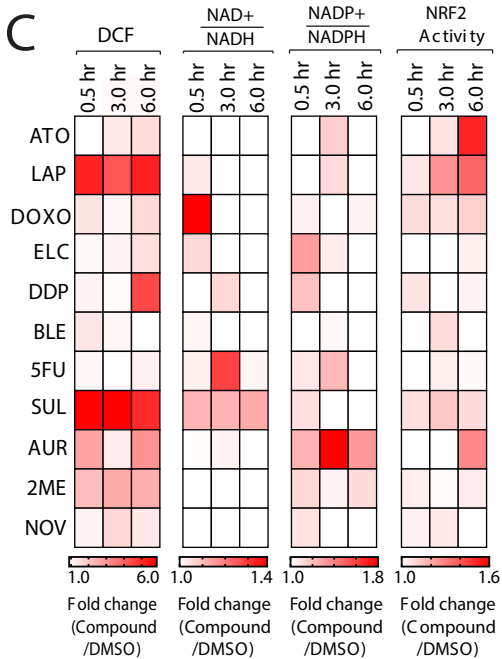 C
DCF
NAD+
NADH
NADP+
NADPH
NRF2
Activity
0.5 hr 3.0 hr 6.0 hr 0.5 hr 3.0 hr 6.0 hr 0.5 hr 3.0 hr 6.0 hr 0.5 hr 3.0 hr 6.0 hr
ATO
LAP
DOXO
ELC
DDP
BLE
5FU
SUL
AUR
2ME
NOV
1.0 6.0 1.0 1.4 1.0 1.8 1.0 1.6
Fold change
(Compound
/DMSO)
Fold change
(Compound
/DMSO)
Fold change
(Compound
/DMSO)
Fold change
(Compound
/DMSO)